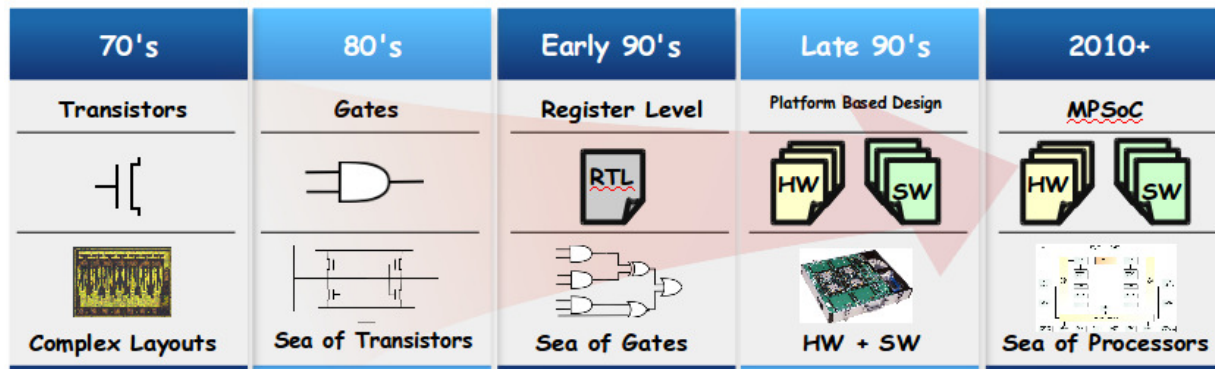 70's
80's
Early 90's
Late 90's
2010+
Transistors
Gates
Register Level
Platform Based Design
MPSoC
RTL
HW
SW
HW
SW
Complex Layouts
Sea of Transistors
Sea of Gates
HW + SW
Sea of Processors